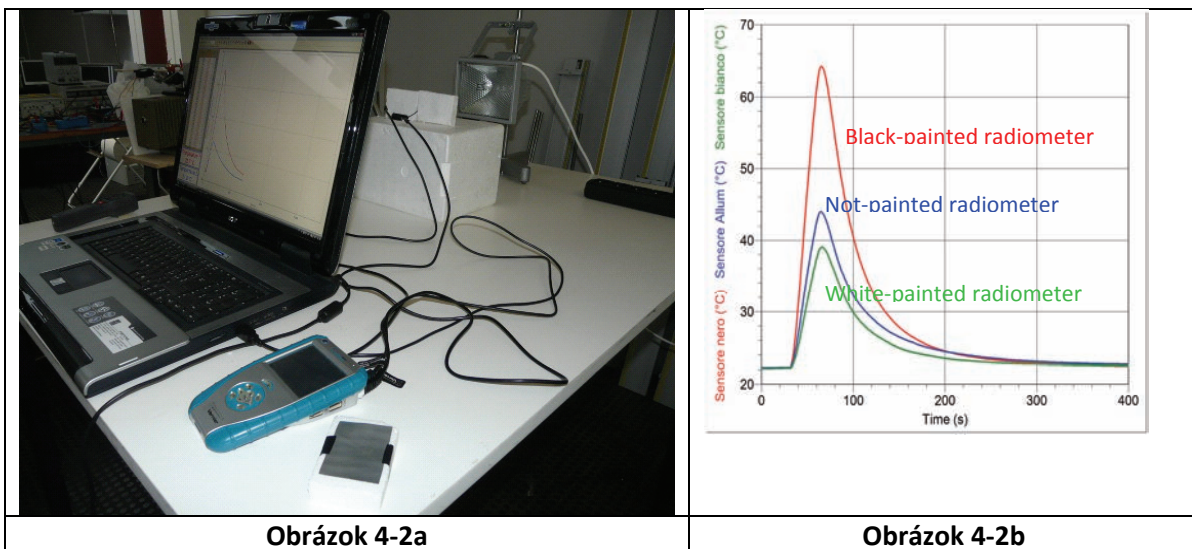 70
60
50
40
30
20
Sensore bianco (°C)
Sensore Allum (°C)
Sensore nero (°C)
Black-painted radiometer
Not-painted radiometer
White-painted radiometer
0
100
200
300
400
Time (s)
Obrázok 4-2a
Obrázok 4-2b